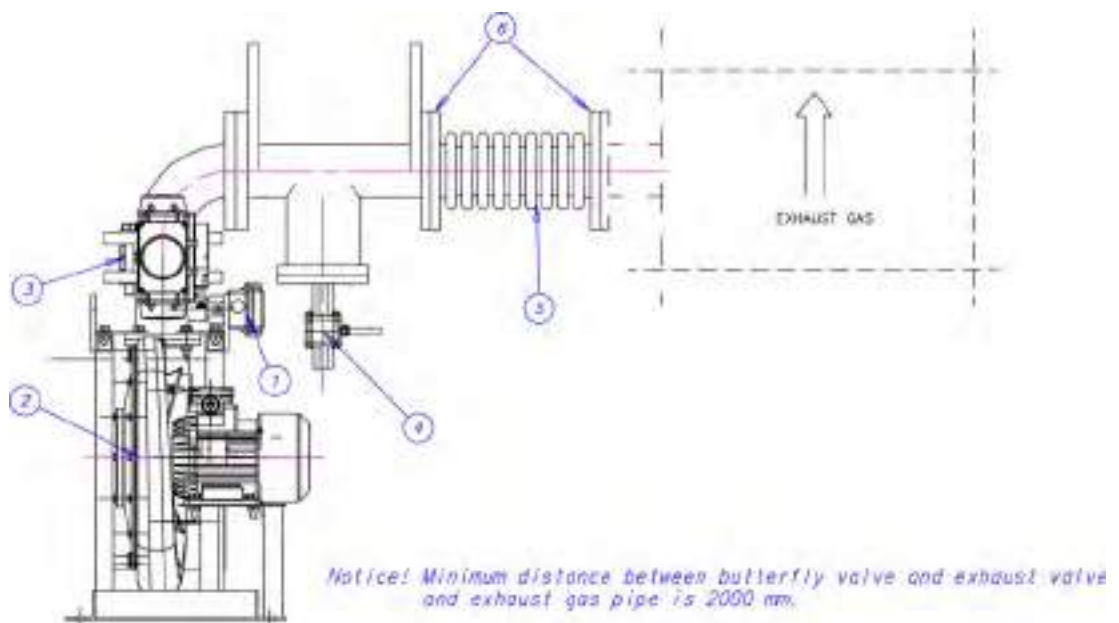 6
EXHAUST GAS
3
5
1
2
4
Notice! Minimum distance between butterfly valve and exhaust valve
and exhaust gas pipe is 2000 mm.